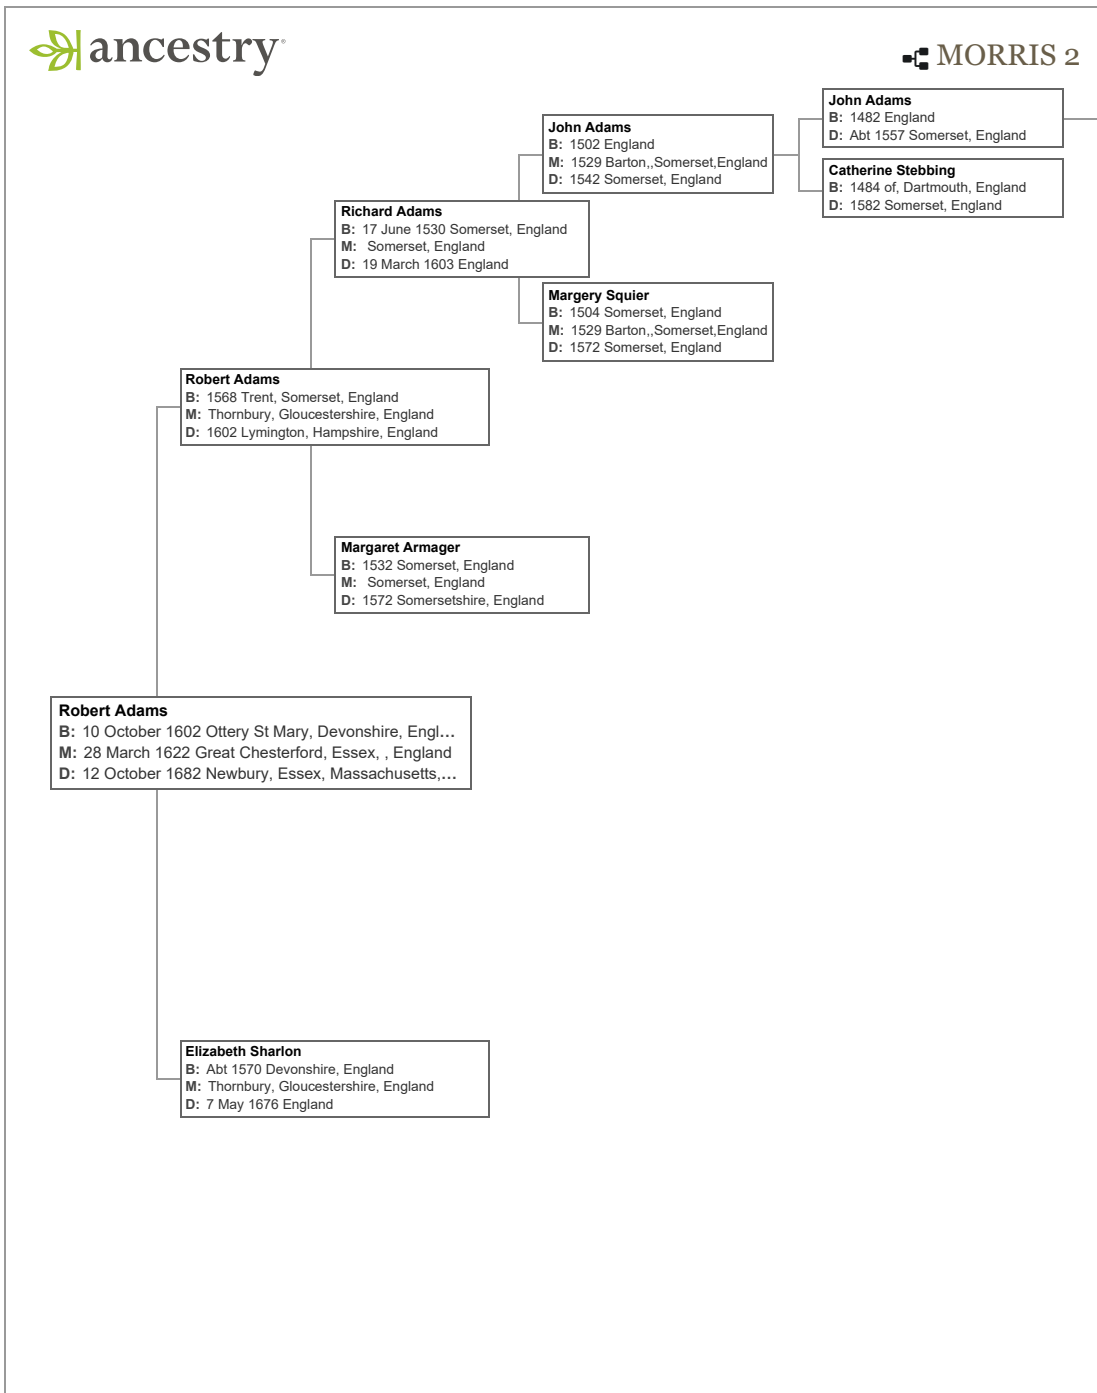 ancestry®
MORRIS 2
John Adams
B: 1482 England
D: Abt 1557 Somerset, England
John Adams
B: 1502 England
M: 1529 Barton,,Somerset,England
D: 1542 Somerset, England
Catherine Stebbing
B: 1484 of, Dartmouth, England
D: 1582 Somerset, England
Richard Adams
B: 17 June 1530 Somerset, England
M: Somerset, England
D: 19 March 1603 England
Margery Squier
B: 1504 Somerset, England
M: 1529 Barton,,Somerset,England
D: 1572 Somerset, England
Robert Adams
B: 1568 Trent, Somerset, England
M: Thornbury, Gloucestershire, England
D: 1602 Lymington, Hampshire, England
Margaret Armager
B: 1532 Somerset, England
M: Somerset, England
D: 1572 Somersetshire, England
Robert Adams
B: 10 October 1602 Ottery St Mary, Devonshire, Engl...
M: 28 March 1622 Great Chesterford, Essex, , England
D: 12 October 1682 Newbury, Essex, Massachusetts,...
Elizabeth Sharlon
B: Abt 1570 Devonshire, England
M: Thornbury, Gloucestershire, England
D: 7 May 1676 England